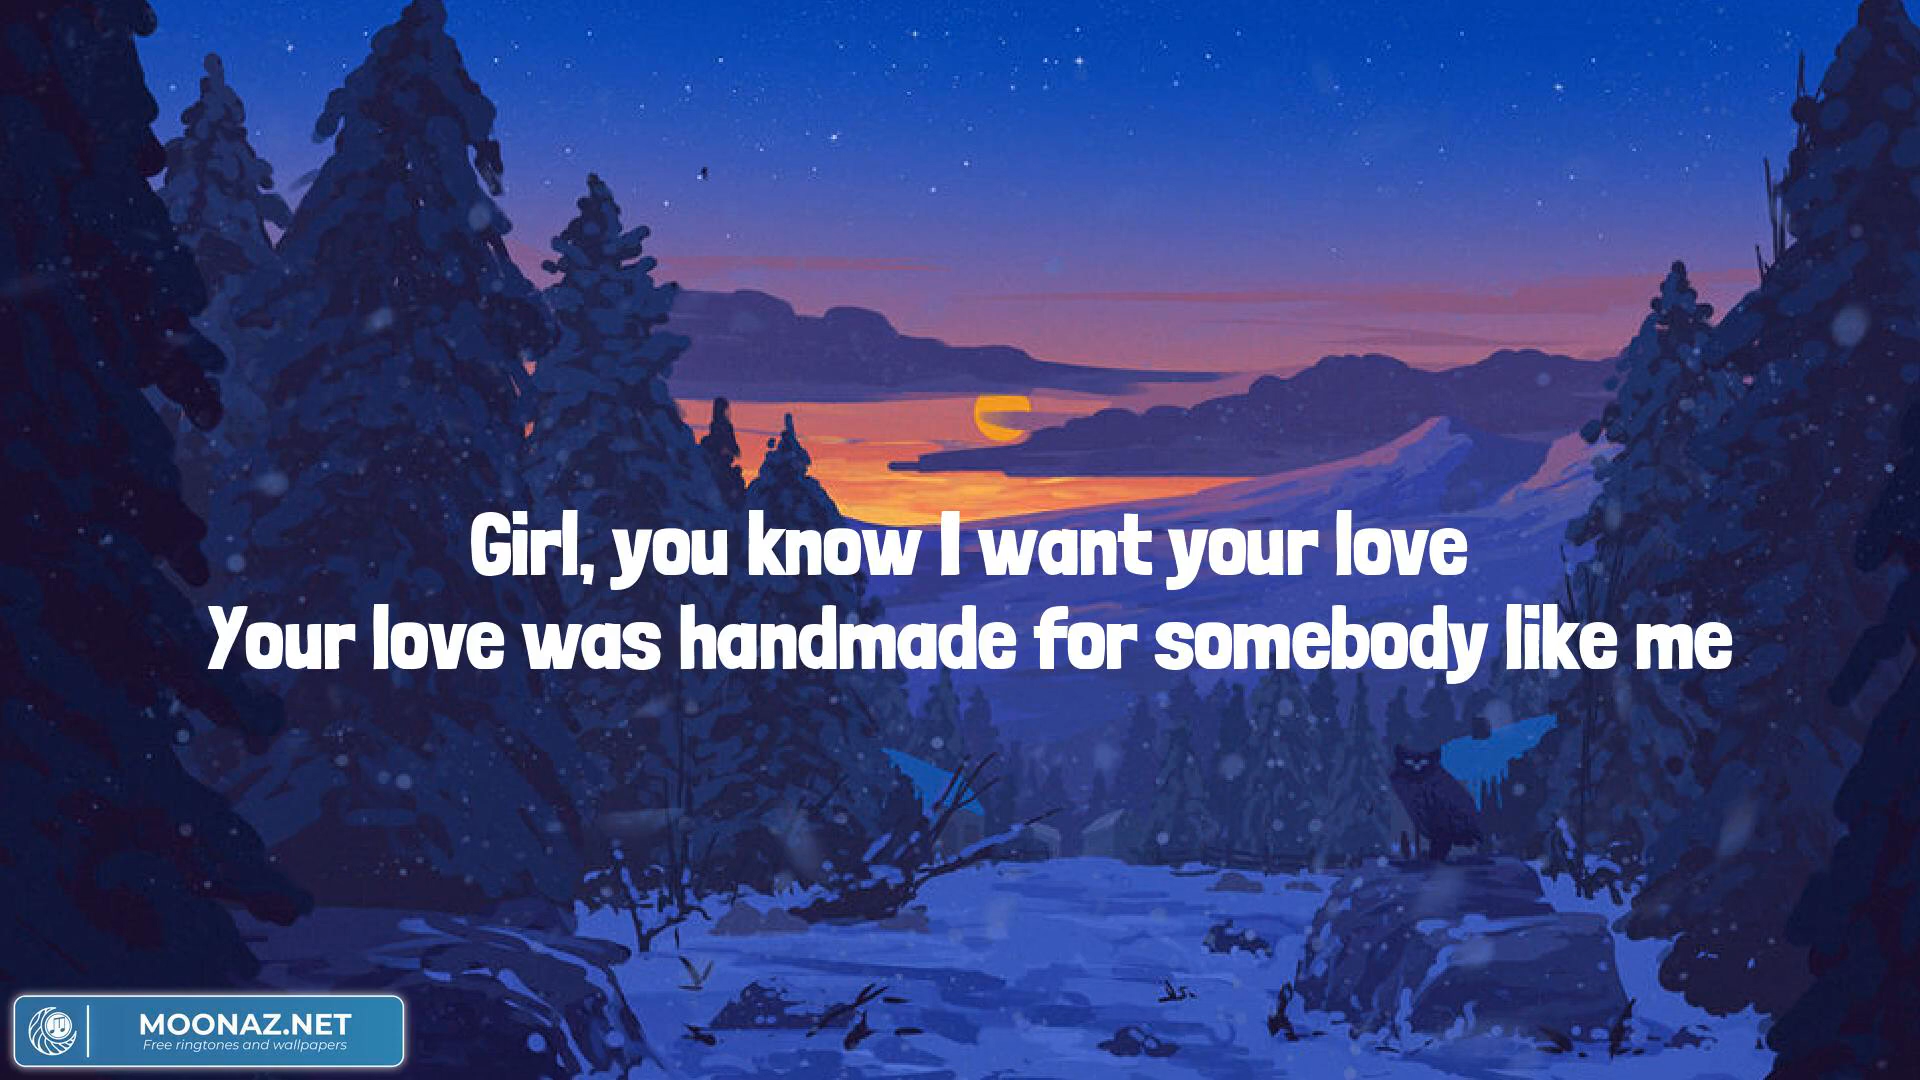 Girl, you know I want your love
Your love was handmade for somebody like me
MOONAZ.NET
Free ringtones and wallpapers